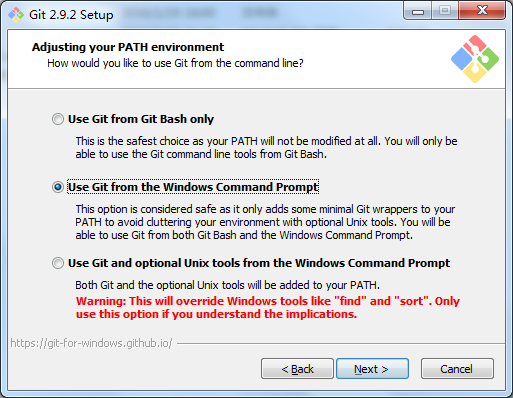 Git 2.9.2 Setup
Adjusting your PATH environment
How would you like to use Git from the command line?
Use Git from Git Bash only
This is the safest choice as your PATH will not be modified at all. You will only be
able to use the Git command line tools from Git Bash.
Use Git from the Windows Command Prompt
This option is considered safe as it only adds some minimal Git wrappers to your
PATH to avoid cluttering your environment with optional Unix tools. You will be
able to use Git from both Git Bash and the Windows Command Prompt.
Use Git and optional Unix tools from the Windows Command Prompt
Both Git and the optional Unix tools will be added to your PATH.
Warning: This will override Windows tools like "find" and "sort". Only
use this option if you understand the implications.
https://git-for-windows.github.io/
< Back
Next >
Cancel